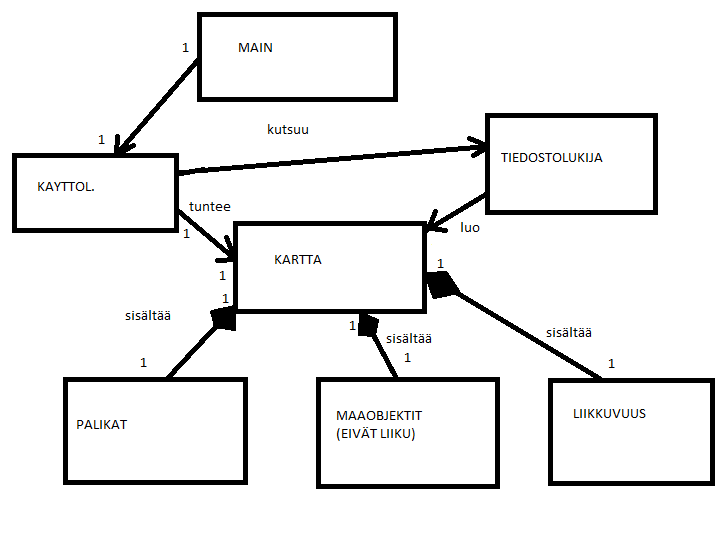 1
MAIN
1
kutsuu
TIEDOSTOLUKIJA
KAYTTOL.
tuntee
1
luo
KARTTA
1
1
1
sisältää
1
sisältää
sisältää
1
1
1
PALIKAT
MAAOBJEKTIT
(EIVÄT LIIKU)
LIIKKUVUUS